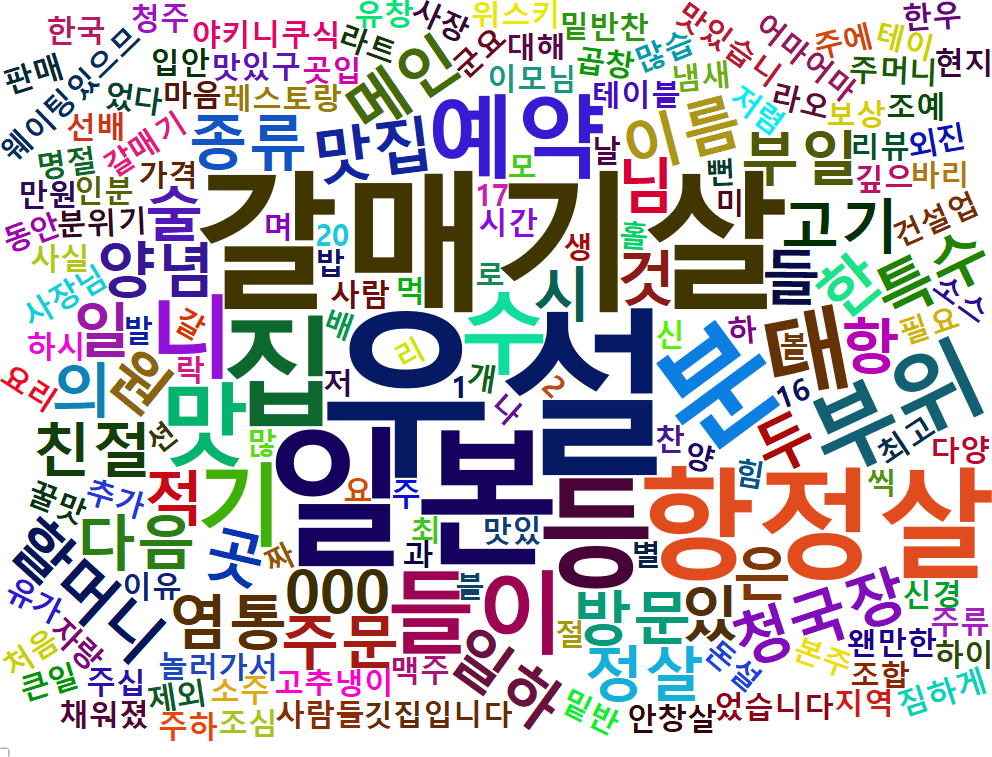 한국
청주
야키니쿠식
라트
유창
사장
위스키
밑반찬
많습
맛있습니
어마어마
주에
테이
한우
판매
있으미
웨이팅
었다
입안
맛있구
곳입
마음
레스토랑
메인
군요
대해
이모님
곱창
냄새
테이블
저렴
라오
주머니
현지
보상
조예
선배
갈매기
명절
종류
맛집
예약
이름
날
모
부일
리뷰
외진
뻔
깊으
바리
만원
인분
가격
동안
분위기
술
갈매기살
17
시간
님
미
고기
건설업
사실
사장님
양념
며
20
밥
사람
먹
로
생
홀
시
것
들
한
특수
소스
필요
하시
일
발
갈
니
집
배
우설
리
수
신
하
대
봍
항
요리
락
의
원
맛
저
1
개
나
2
분
16
부위
최고
다양
친절
션
많
일본
찬
양
두
힘
씩
꿀맛
추가
적
기
요
주
최
맛있
등
항정살
할머니
다음
곳
짜
과
별
은
이유
유가
자랑
000
들이
붙
방문
있
청국장
신경
주류
처음
큰일
염통
주문
절
정살
돈설
본주
왠만한
하이
놀러가서
주십
제외
소주
고추냉이
맥주
일하
밑반
조합
짐하게
채워졌
주하
조심
사람들
깃집입니다
안창살
었습니다
지역